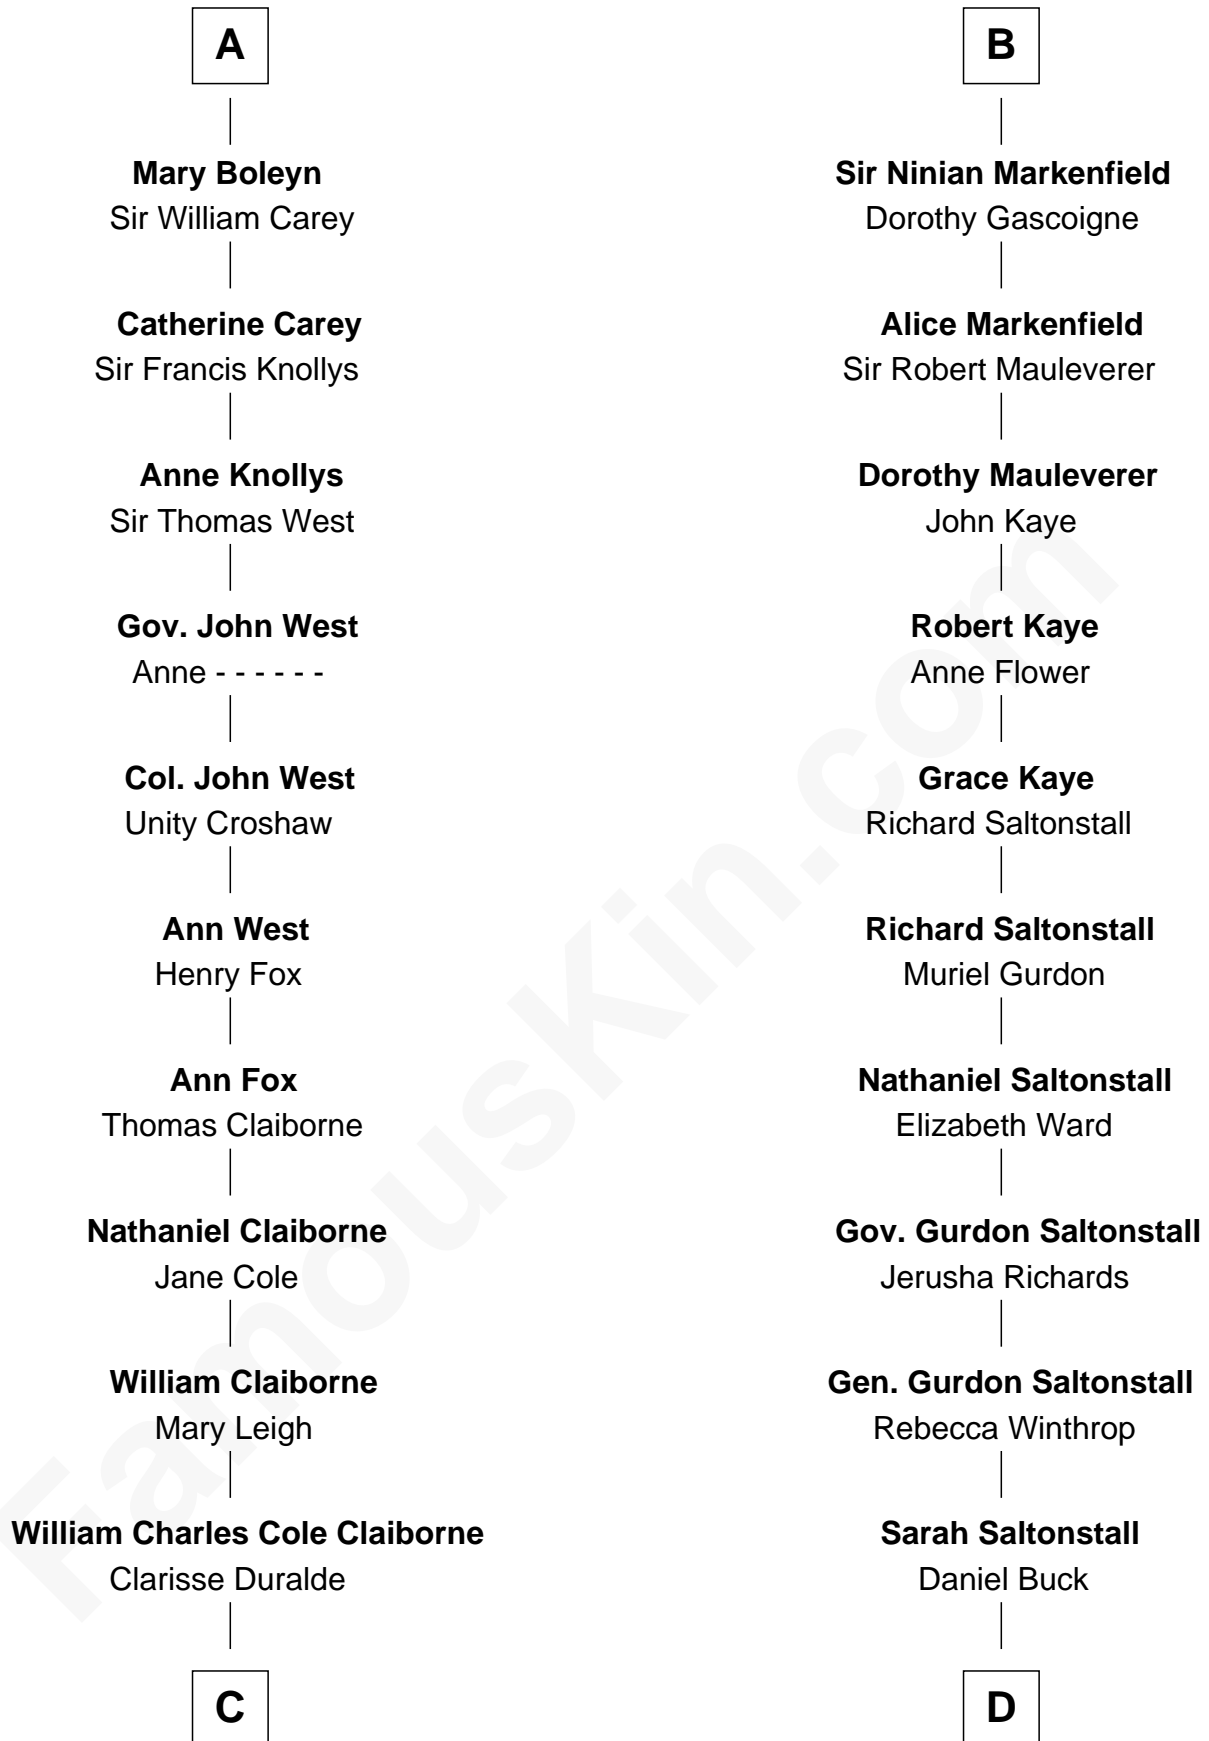 A
Mary Boleyn
Sir William Carey
Catherine Carey
Sir Francis Knollys
Anne Knollys
Sir Thomas West
Gov. John West
Anne - - - - - -
Col. John West
Unity Croshaw
Ann West
Henry Fox
Ann Fox
Thomas Claiborne
Nathaniel Claiborne
Jane Cole
William Claiborne
Mary Leigh
William Charles Cole Claiborne
Clarisse Duralde
C
B
Sir Ninian Markenfield
Dorothy Gascoigne
Alice Markenfield
Sir Robert Mauleverer
Dorothy Mauleverer
John Kaye
Robert Kaye
Anne Flower
Grace Kaye
Richard Saltonstall
Richard Saltonstall
Muriel Gurdon
Nathaniel Saltonstall
Elizabeth Ward
Gov. Gurdon Saltonstall
Jerusha Richards
Gen. Gurdon Saltonstall
Rebecca Winthrop
Sarah Saltonstall
Daniel Buck
D
FamousKin.com